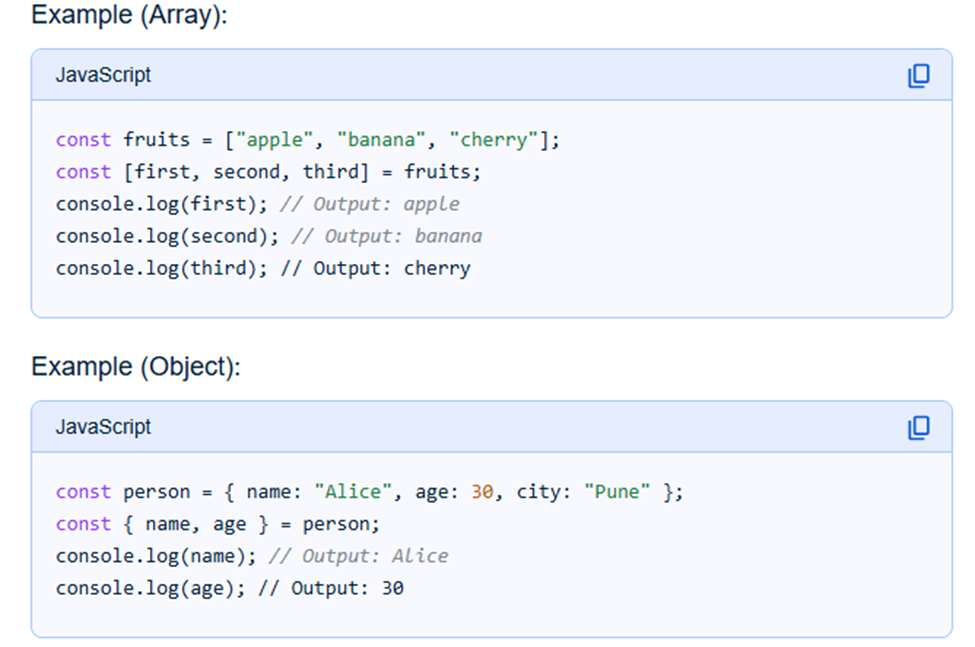 Example (Array):
JavaScript
const fruits = ["apple", "banana", "cherry"];
const [first, second, third] = fruits;
console.log(first); // Output: apple
console.log(second); // Output: banana
console.log(third); // Output: cherry
Example (Object):
JavaScript
const person = { name: "Alice", age: 30, city: "Pune" };
const { name, age } = person;
console.log(name); // Output: Alice
console.log(age); // Output: 30